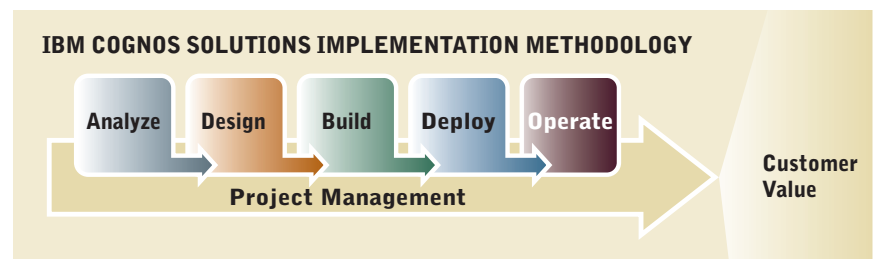 IBM COGNOS SOLUTIONS IMPLEMENTATION METHODOLOGY
Analyze
Design
Build
Deploy
Operate
Project Management
Customer
Value